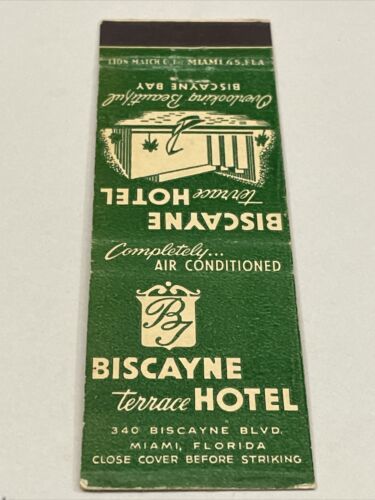 LION MATCH C MIAMI 45, FLA
Overlooking Beautiful
BISCAYNE BAY
BISCAYNE
terrace HOTEL
Completely...
AIR CONDITIONED
BT
BISCAYNE
terrace HOTEL
340 BISCAYNE BLVD.
MIAMI, FLORIDA
CLOSE COVER BEFORE STRIKING